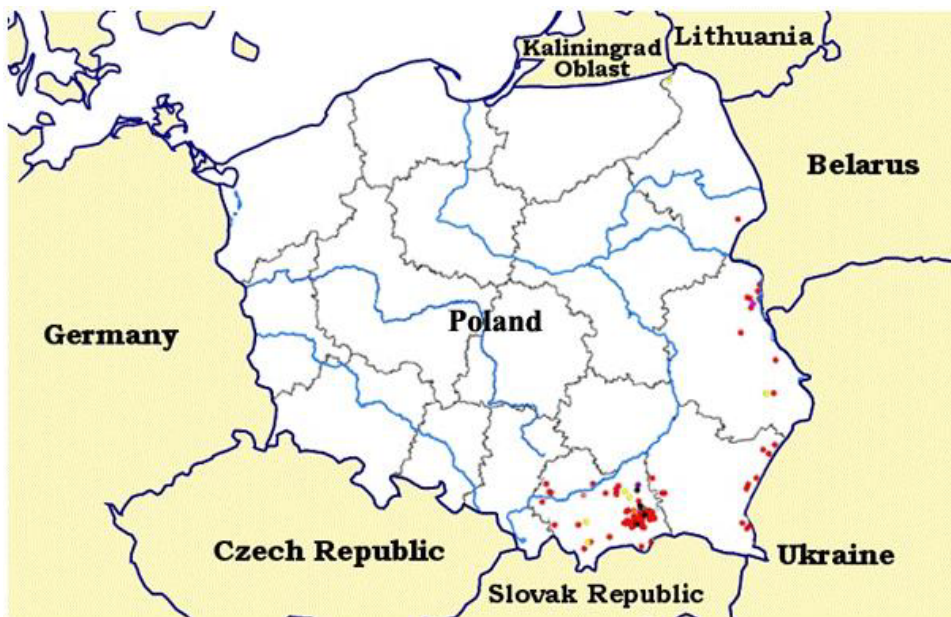 Kaliningrad
Oblast
Lithuania
Belarus
Germany
Poland
Czech Republic
Ukraine
Slovak Republic